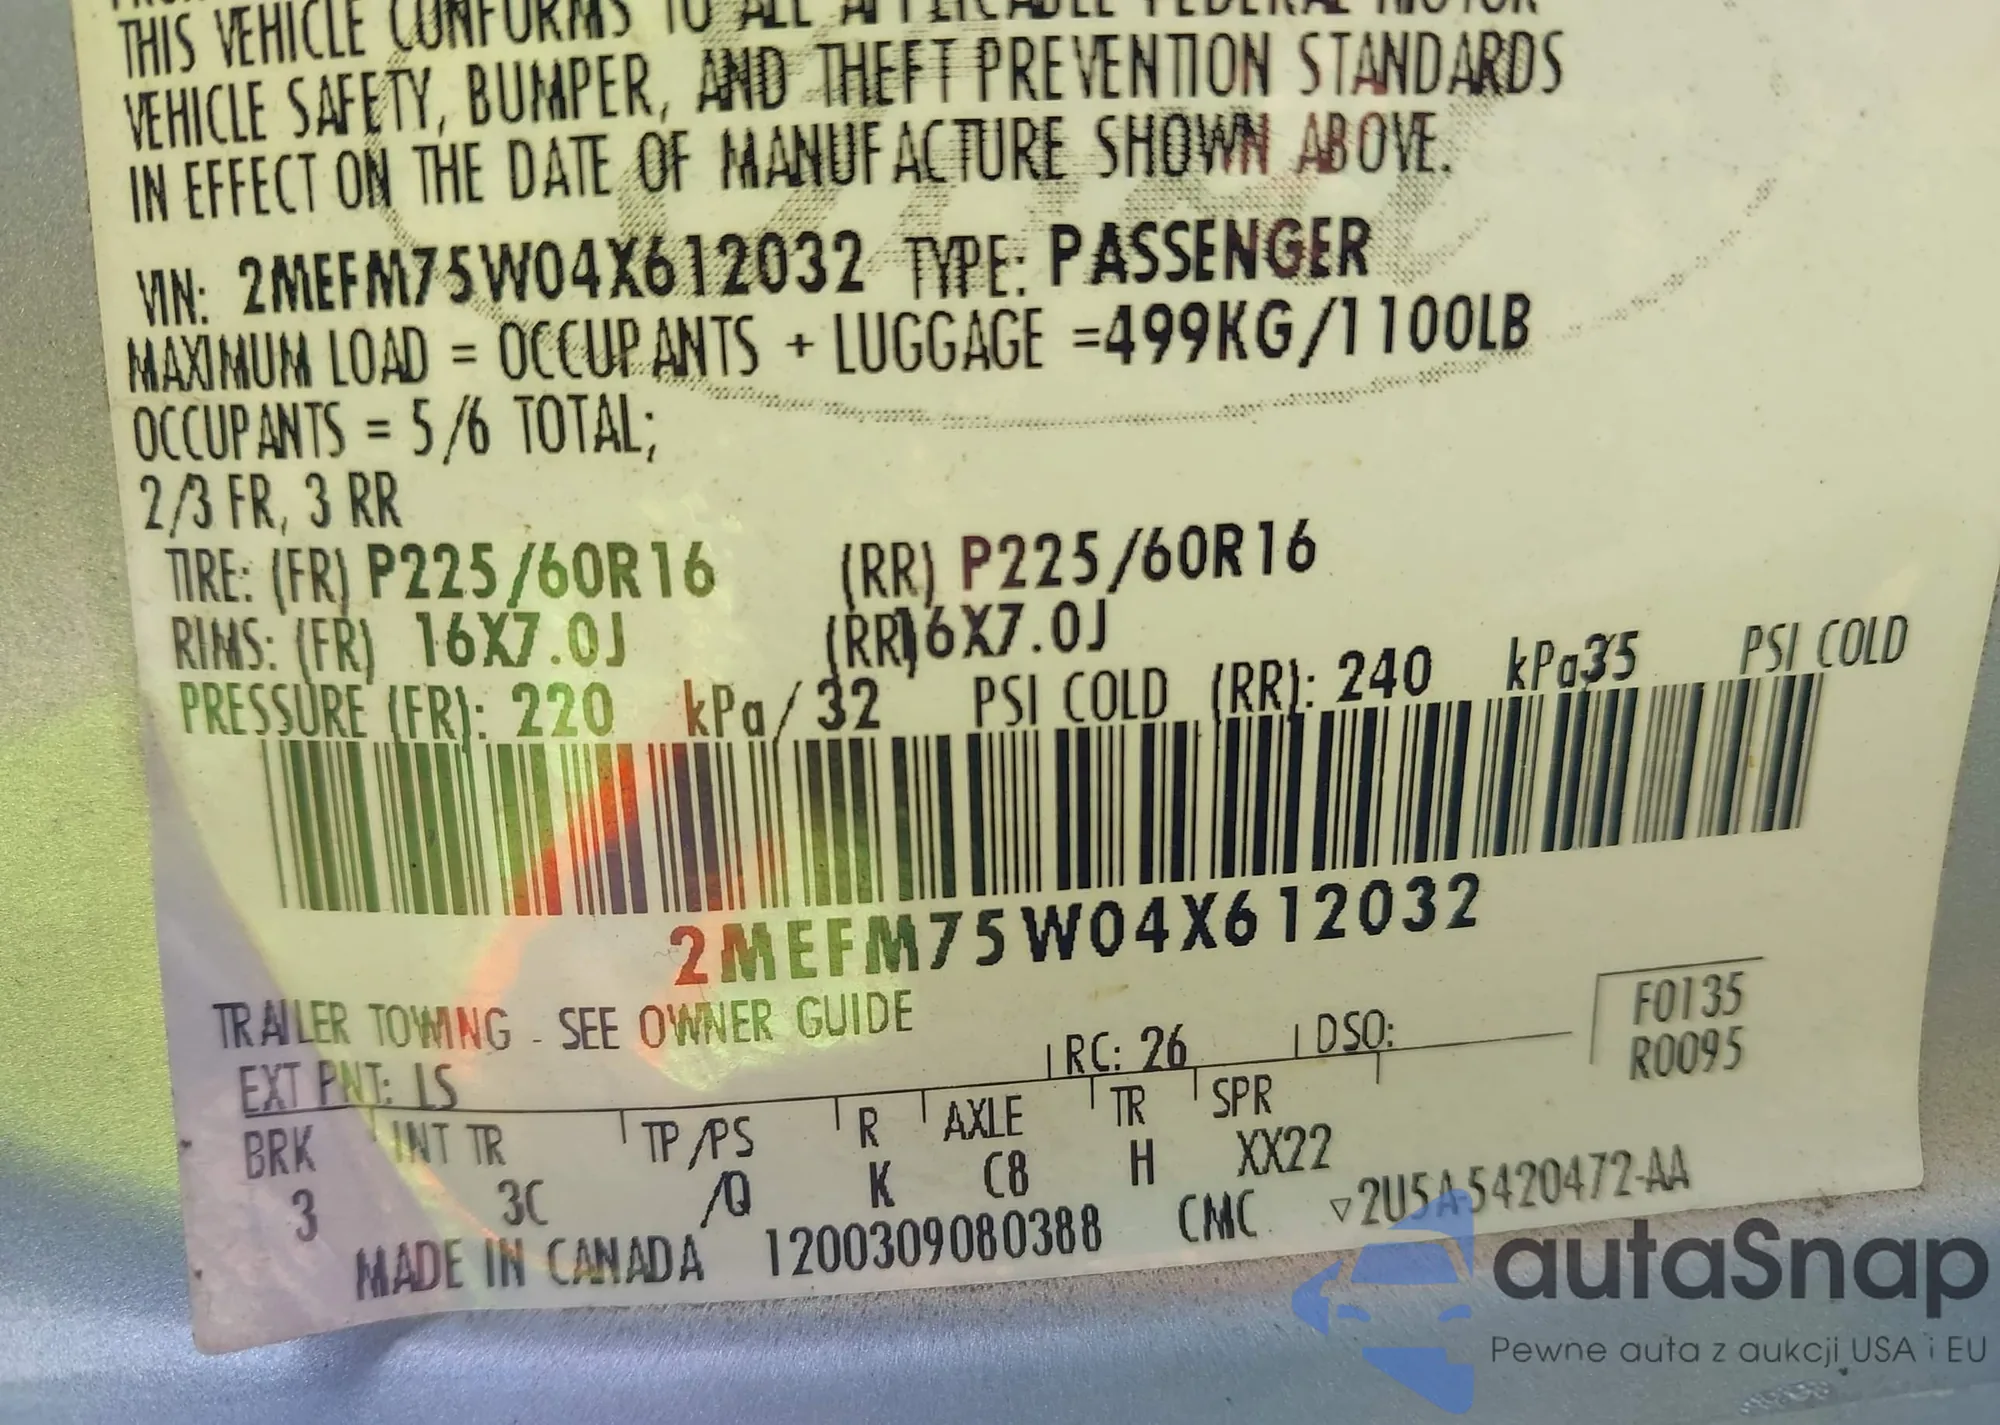 THIS VEHICLE CONFORMS TO ALL APPLICABLE FEDERAL MOTOR
VEHICLE SAFETY, BUMPER, AND THEFT PREVENTION STANDARDS
IN EFFECT ON THE DATE OF MANUFACTURE SHOWN ABOVE.
VIN: 2MEFM75W04X612032 TYPE: PASSENGER
MAXIMUM LOAD = OCCUPANTS + LUGGAGE =499KG/1100LB
OCCUPANTS = 5/6 TOTAL;
2/3 FR, 3 RR
TIRE: (FR) P225/60R16 (RR) P225/60R16
RIMS: (FR) 16X7.0J (RR)16X7.0J
PRESSURE (FR): 220 kPa/32 PSI COLD (RR): 240 kPa/35 PSI COLD
2MEFM75W04X612032
TRAILER TOWING - SEE OWNER GUIDE
F0135
R0095
EXT PNT: LS RC: 26 DSO:
BRK INT TR TP/PS R AXLE TR SPR
3 3C /Q K C8 H XX22
MADE IN CANADA 1200309080388 CMC ▽2U5A-5420472-AA
autaSnap
Pewne auta z aukcji USA i EU